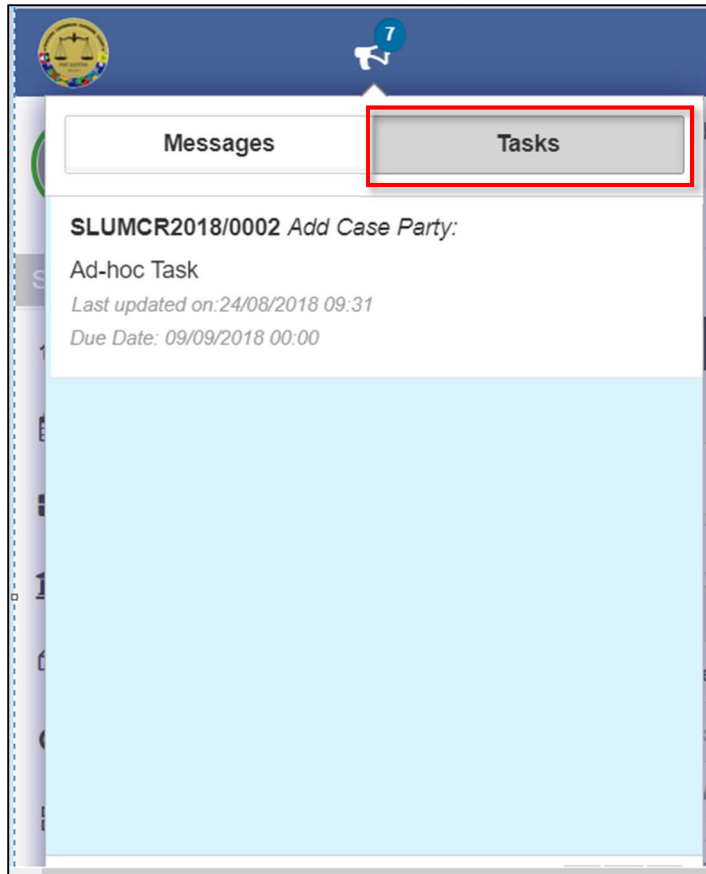 7
Messages Tasks
SLUMCR2018/0002 Add Case Party:
Ad-hoc Task
Last updated on:24/08/2018 09:31
Due Date: 09/09/2018 00:00